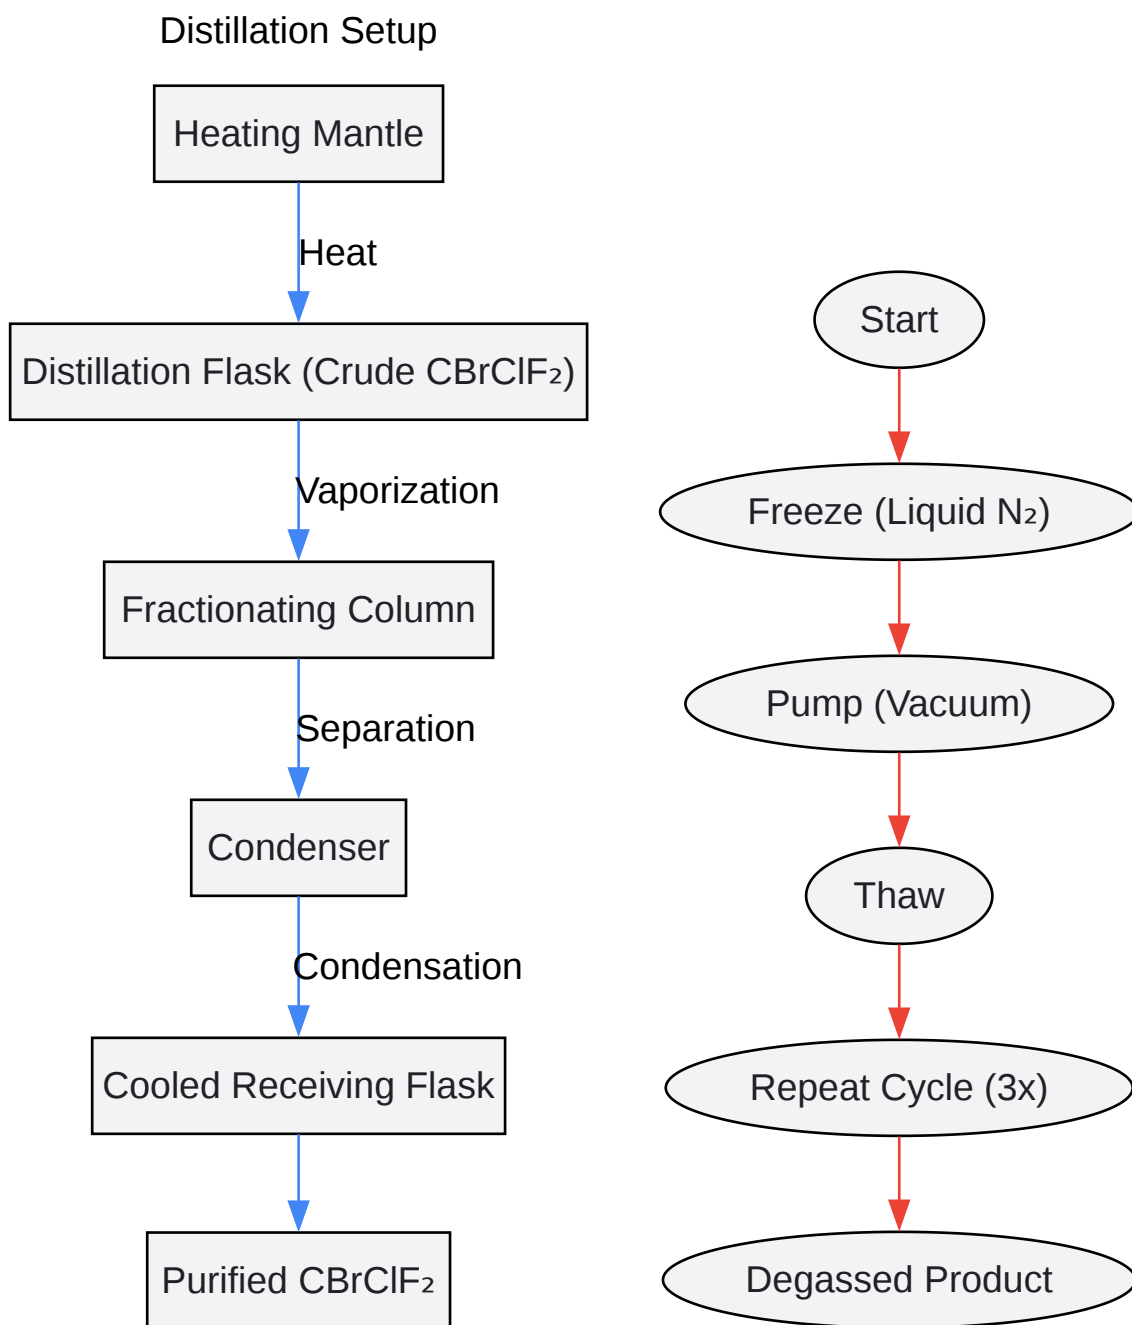 Distillation Setup
Heating Mantle
Heat
Distillation Flask (Crude CBrClF₂)
Vaporization
Fractionating Column
Separation
Condenser
Condensation
Cooled Receiving Flask
Purified CBrClF₂
Start
Freeze (Liquid N₂)
Pump (Vacuum)
Thaw
Repeat Cycle (3x)
Degassed Product